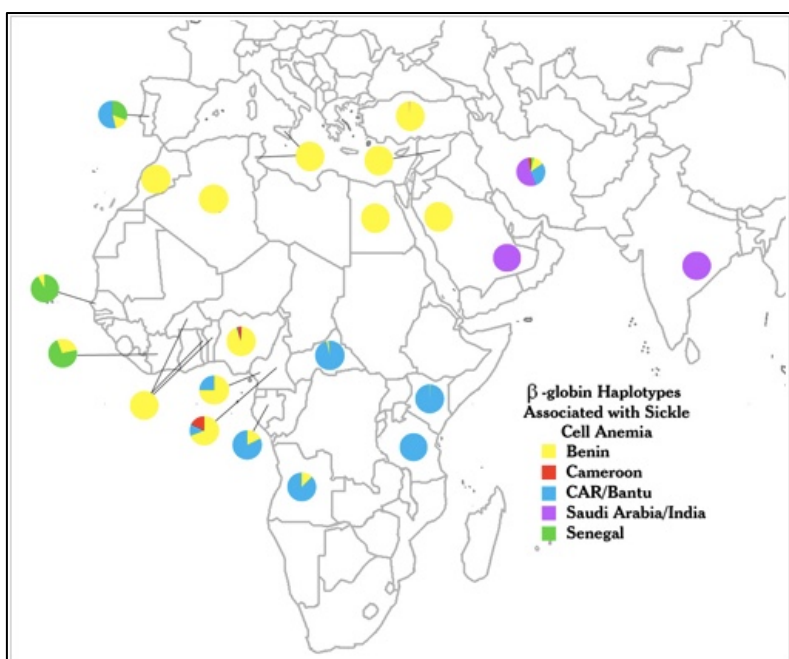 β-globin Haplotypes
Associated with Sickle
Cell Anemia
Benin
Cameroon
CAR/Bantu
Saudi Arabia/India
Senegal